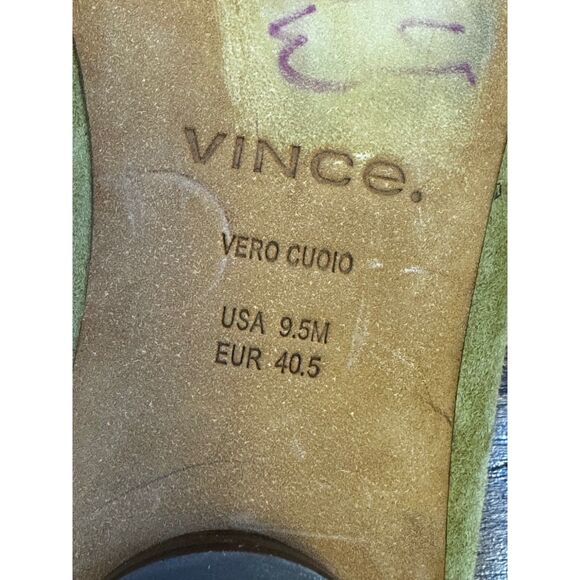 VINCe.
VERO CUOIO
USA 9.5M
EUR 40.5